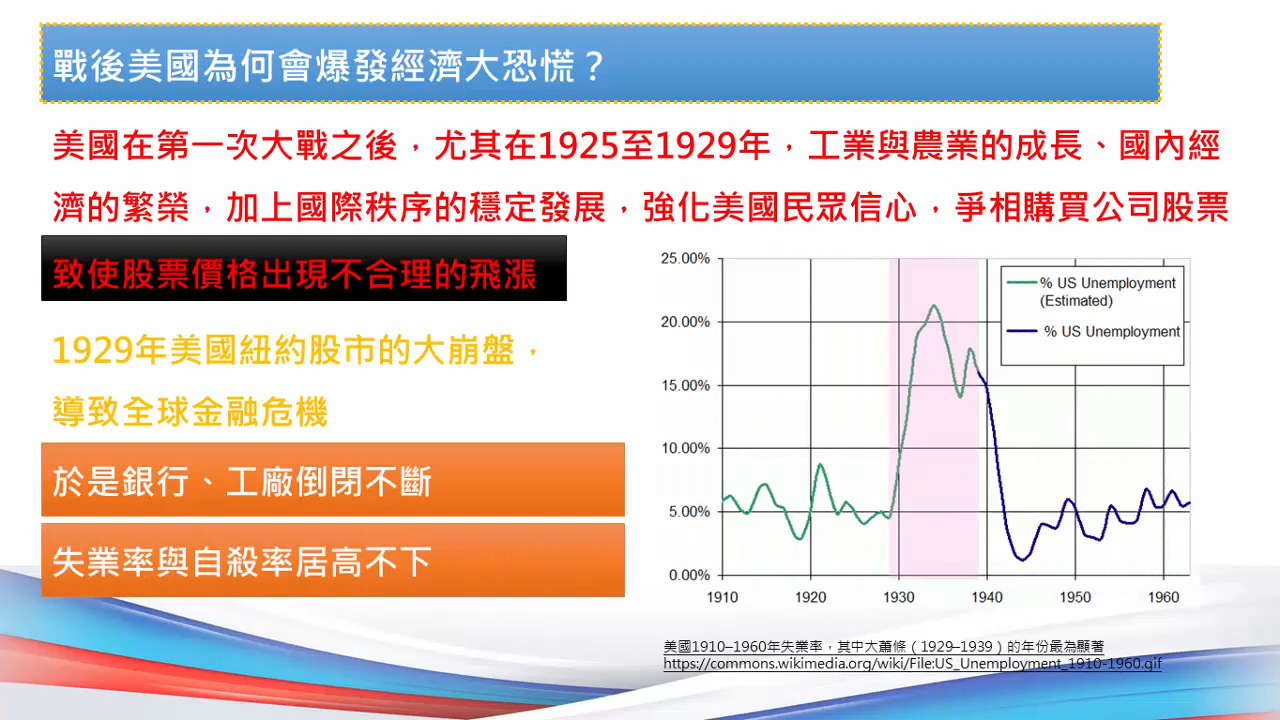 戰後美國為何會爆發經濟大恐慌？
美國在第一次大戰之後，尤其在1925至1929年，工業與農業的成長、國內經
濟的繁榮，加上國際秩序的穩定發展，強化美國民眾信心，爭相購買公司股票
致使股票價格出現不合理的飛漲
1929年美國紐約股市的大崩盤，
導致全球金融危機
於是銀行、工廠倒閉不斷
失業率與自殺率居高不下
25.00%
20.00%
15.00%
10.00%
5.00%
0.00%
1910
1920
1930
1940
1950
1960
% US Unemployment
(Estimated)
% US Unemployment
美國1910–1960年失業率，其中大蕭條（1929–1939）的年份最為顯著
https://commons.wikimedia.org/wiki/File:US_Unemployment_1910-1960.gif